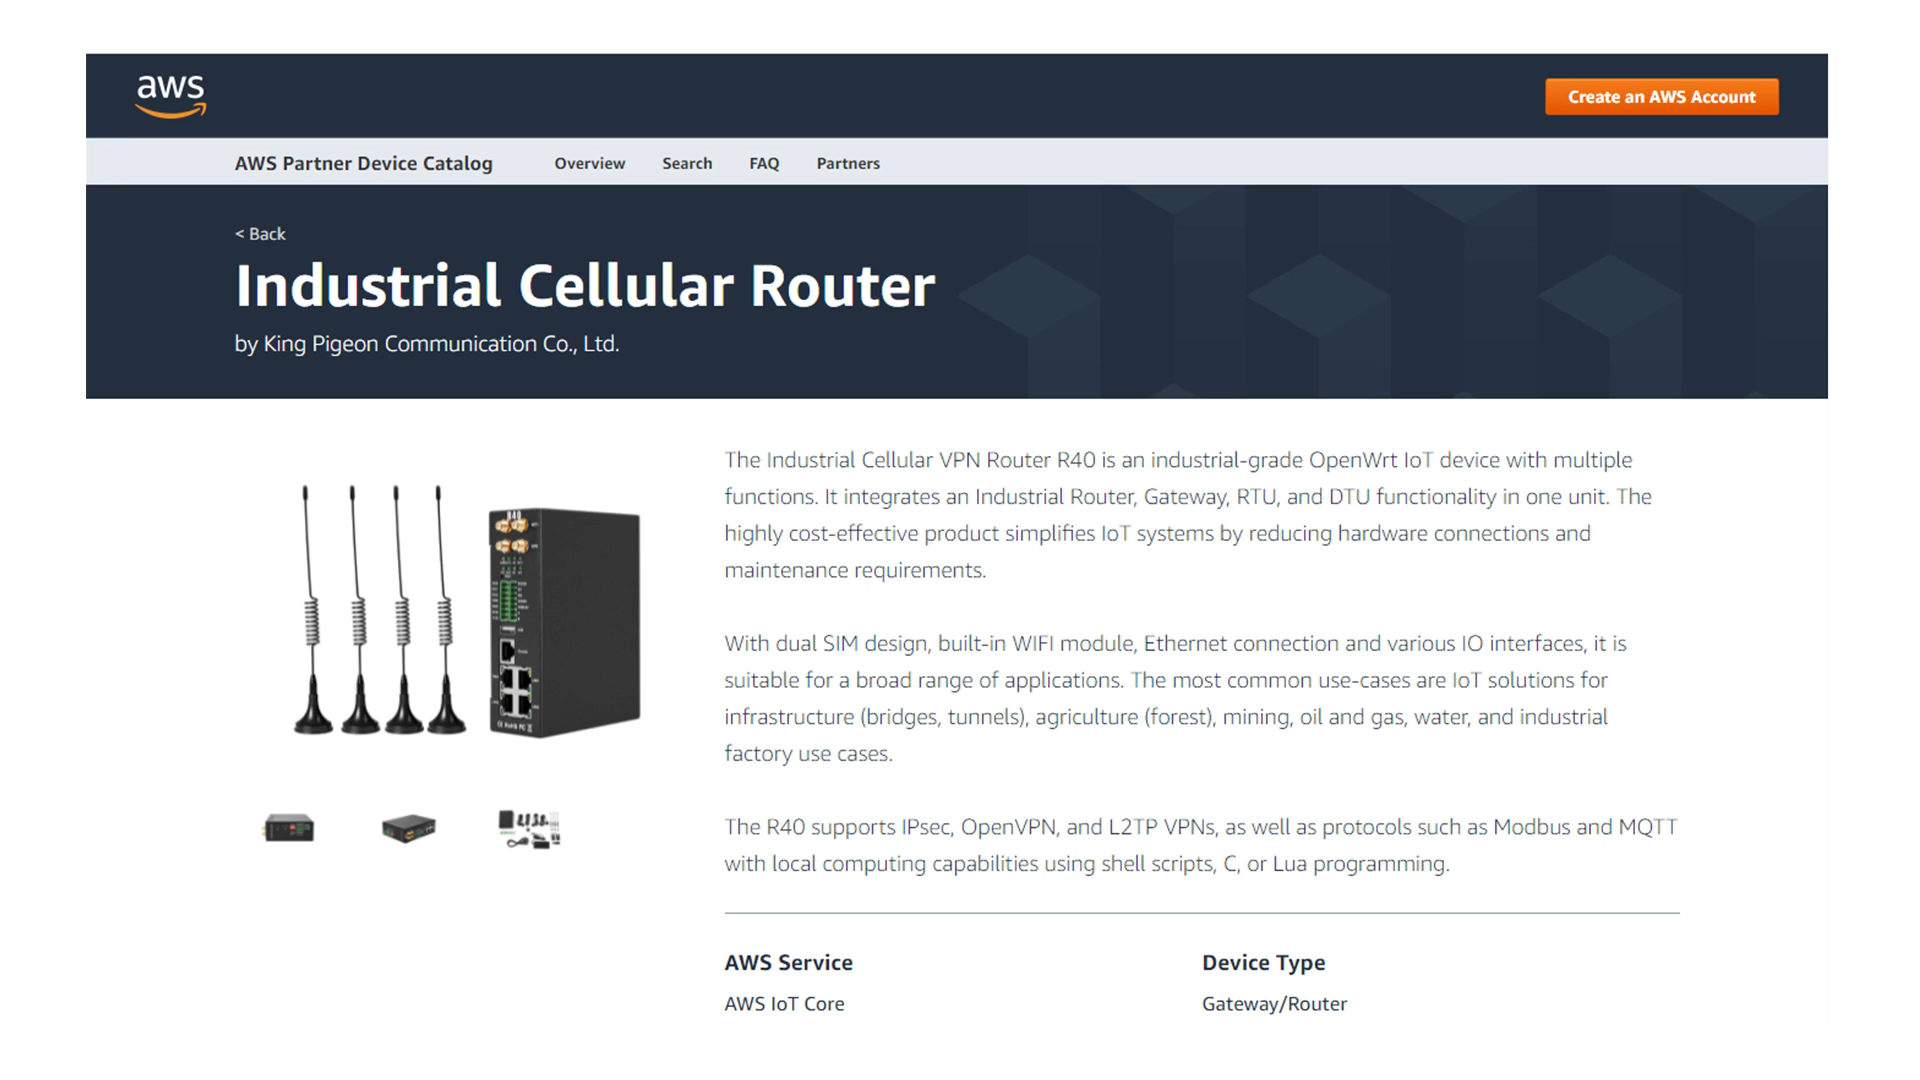 aws
Create an AWS Account
AWS Partner Device Catalog
Overview
Search
FAQ
Partners
< Back
Industrial Cellular Router
by King Pigeon Communication Co., Ltd.
The Industrial Cellular VPN Router R40 is an industrial-grade OpenWrt IoT device with multiple
functions. It integrates an Industrial Router, Gateway, RTU, and DTU functionality in one unit. The
highly cost-effective product simplifies IoT systems by reducing hardware connections and
maintenance requirements.
With dual SIM design, built-in WIFI module, Ethernet connection and various IO interfaces, it is
suitable for a broad range of applications. The most common use-cases are IoT solutions for
infrastructure (bridges, tunnels), agriculture (forest), mining, oil and gas, water, and industrial
factory use cases.
The R40 supports IPsec, OpenVPN, and L2TP VPNs, as well as protocols such as Modbus and MQTT
with local computing capabilities using shell scripts, C, or Lua programming.
R40
AWS Service
Device Type
AWS IoT Core
Gateway/Router